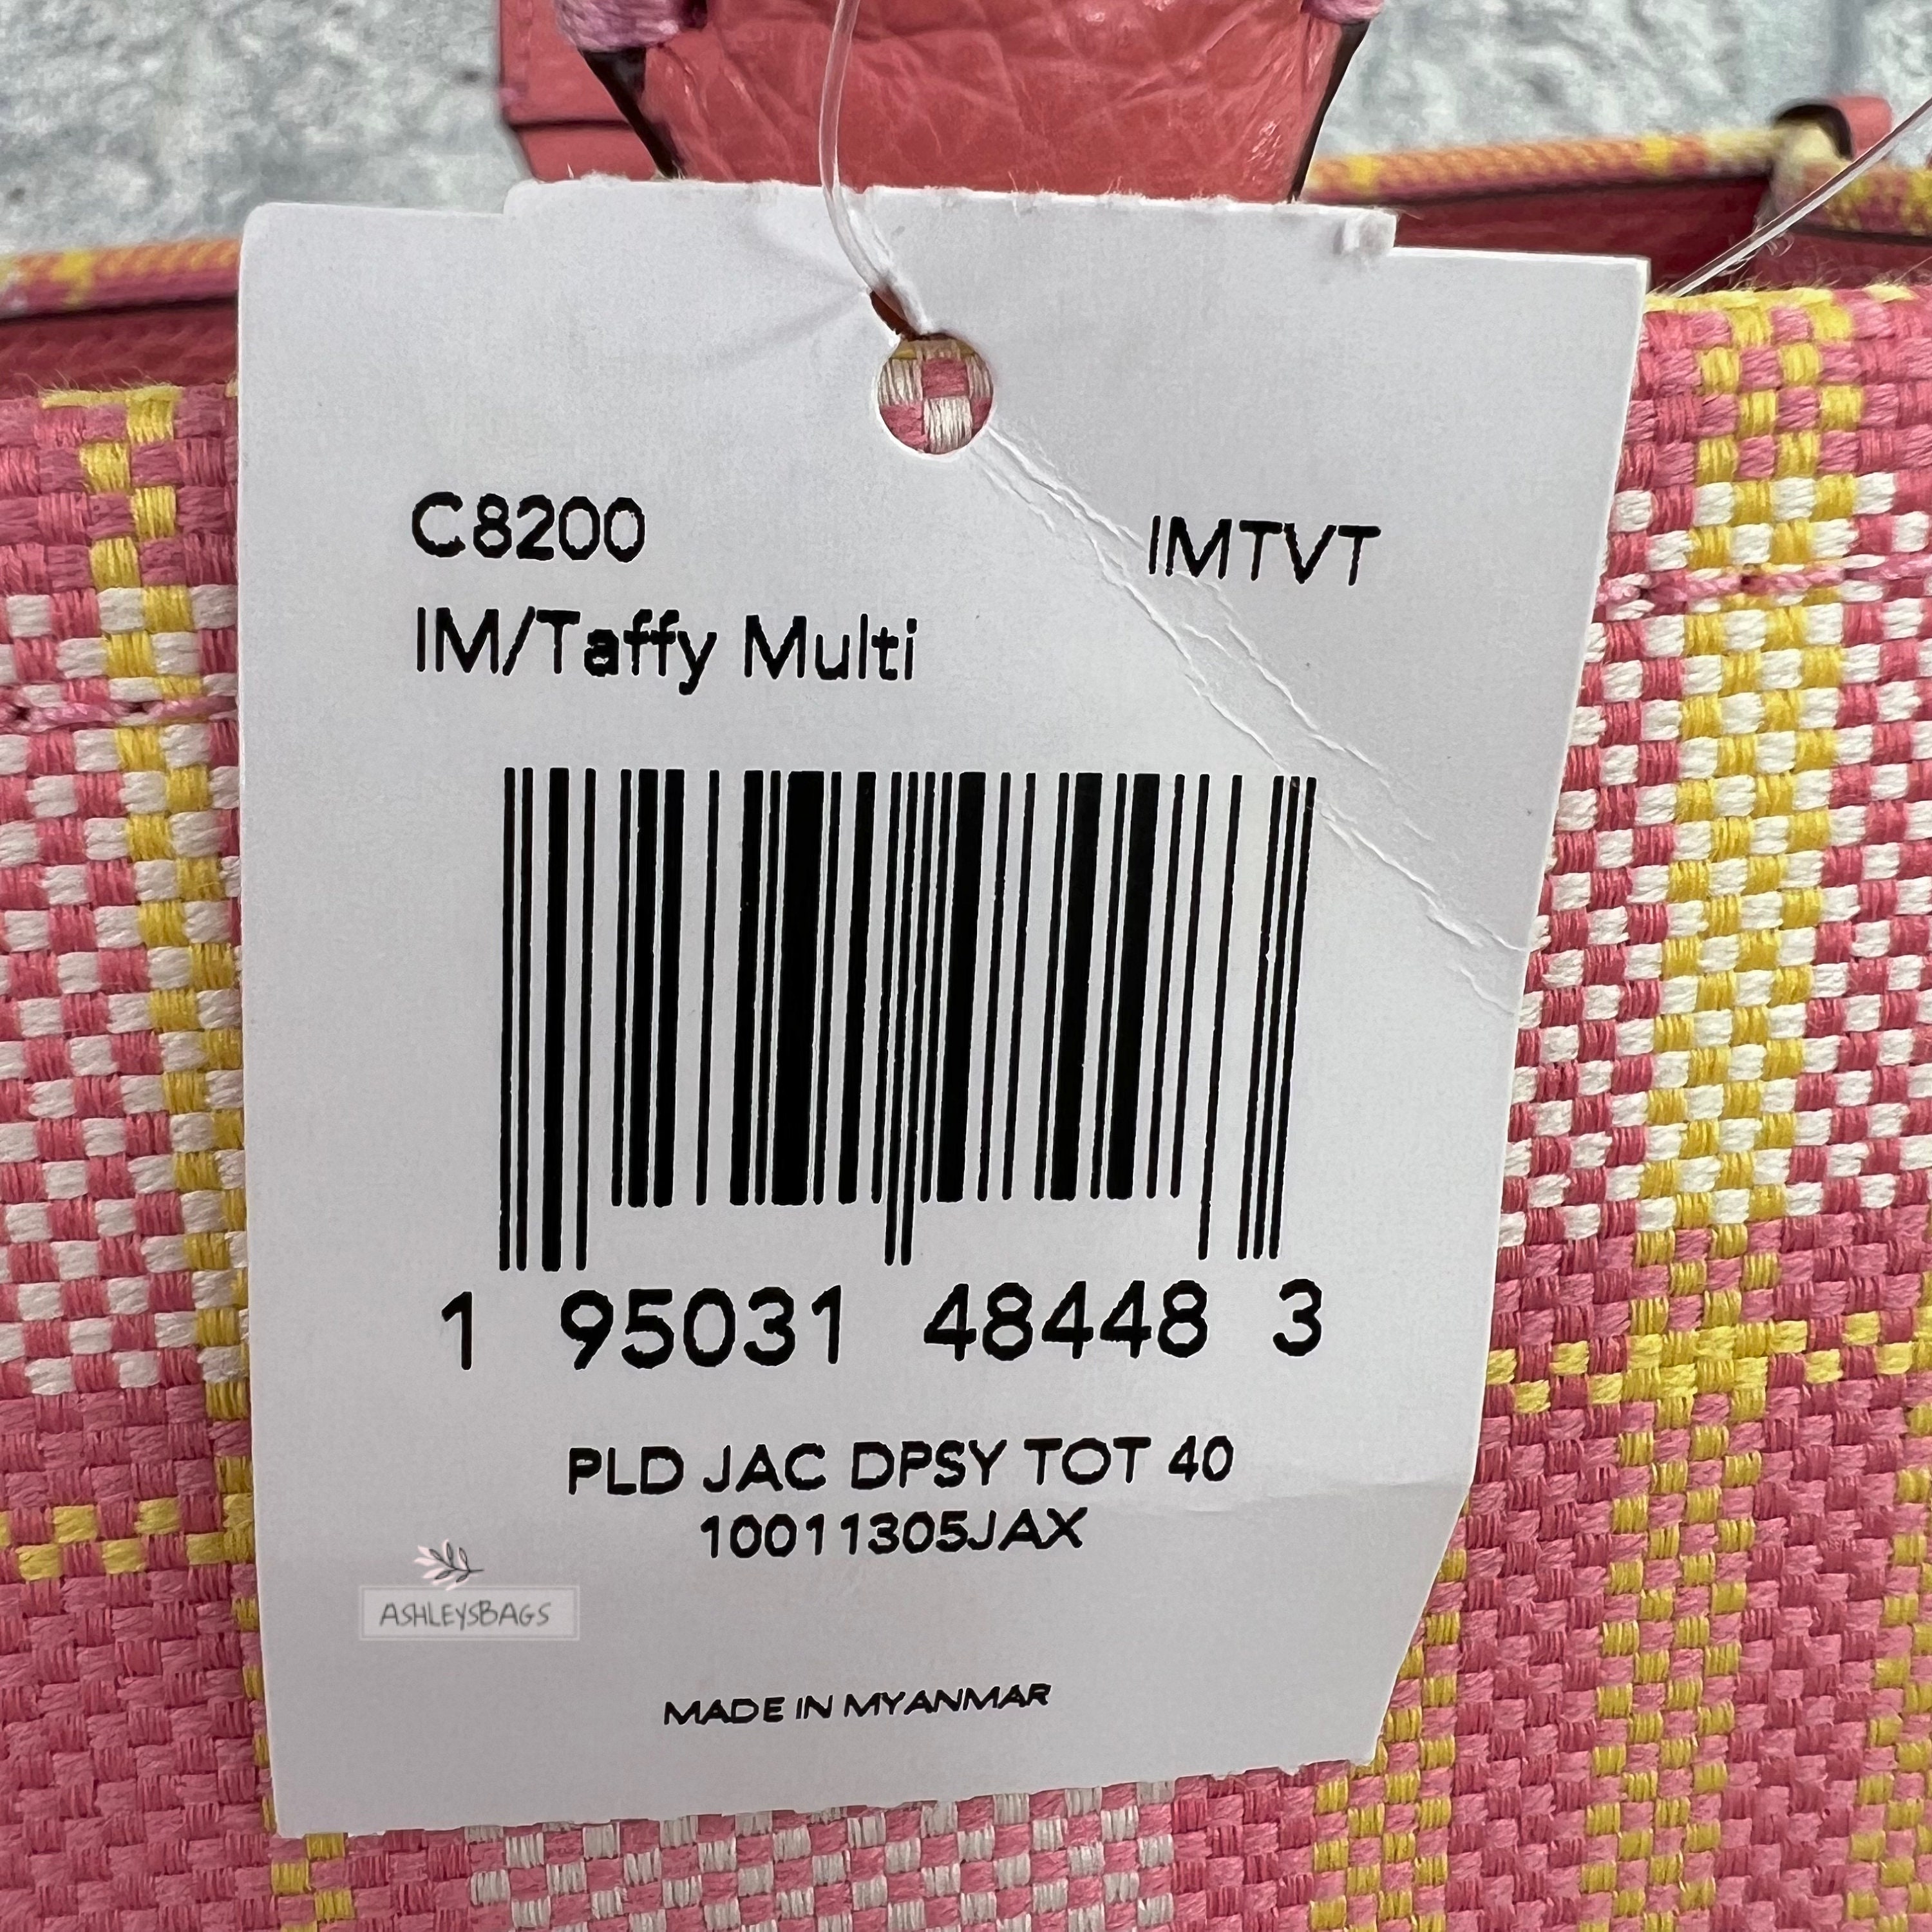 C8200 IMTVT
IM/Taffy Multi
1 95031 48448 3
PLD JAC DPSY TOT 40
10011305JAX
ASHLEYSBAGS
MADE IN MYANMAR